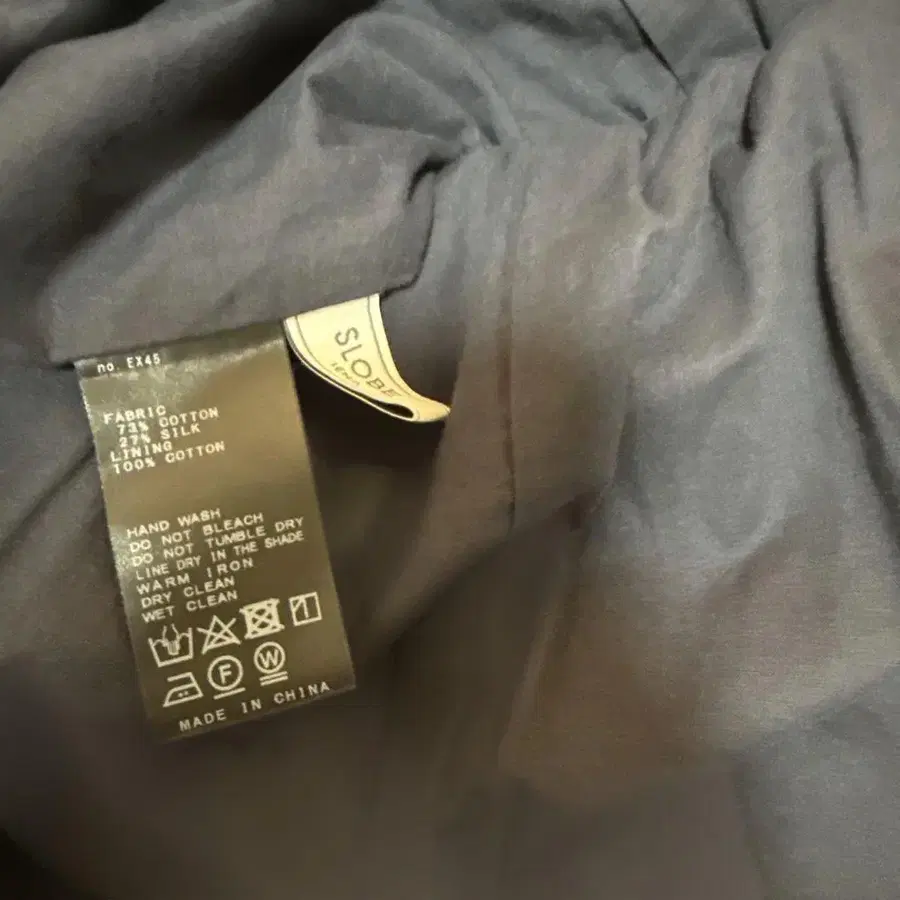 no. EX45
FABRIC
73% COTTON
27% SILK
LINING
100% COTTON
HAND WASH
DO NOT BLEACH
DO NOT TUMBLE DRY
LINE DRY IN THE SHADE
WARM IRON
DRY CLEAN
WET CLEAN
F
W
MADE IN CHINA
SLOBE
IENA